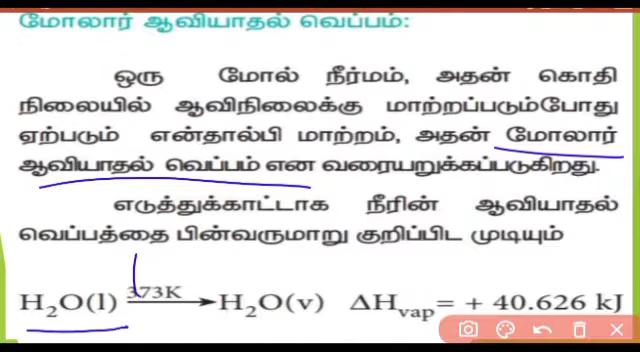 மோலார் ஆவியாதல் வெப்பம்:
ஒரு மோல் நீர்மம், அதன் கொதி
நிலையில் ஆவிநிலைக்கு மாற்றப்படும்போது
ஏற்படும் என்தால்பி மாற்றம், அதன் மோலார்
ஆவியாதல் வெப்பம் என வரையறுக்கப்படுகிறது.
எடுத்துக்காட்டாக நீரின் ஆவியாதல்
வெப்பத்தை பின்வருமாறு குறிப்பிட முடியும்
H₂O(l) —373K→ H₂O(v) ΔHvap= + 40.626 kJ